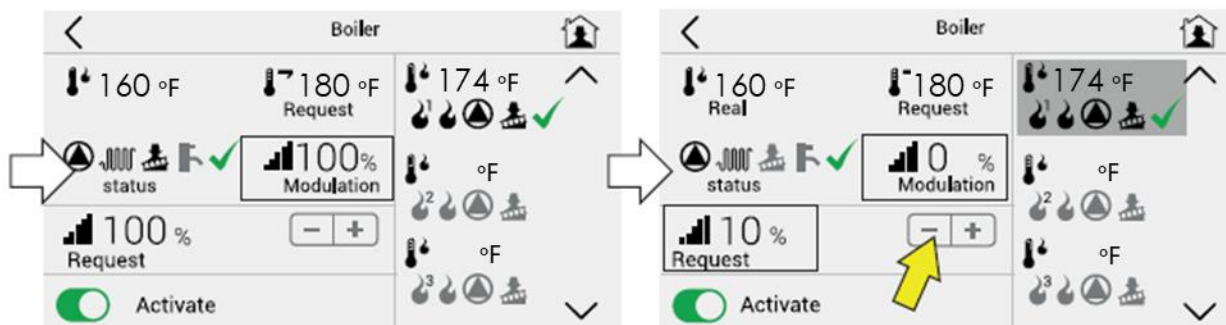 Boiler
160 °F
180 °F
Request
174 °F
1
status
100%
Modulation
°F
2
100 %
Request
°F
3
Activate
Boiler
160 °F
Real
180 °F
Request
174 °F
1
status
0 %
Modulation
°F
2
10 %
Request
°F
3
Activate